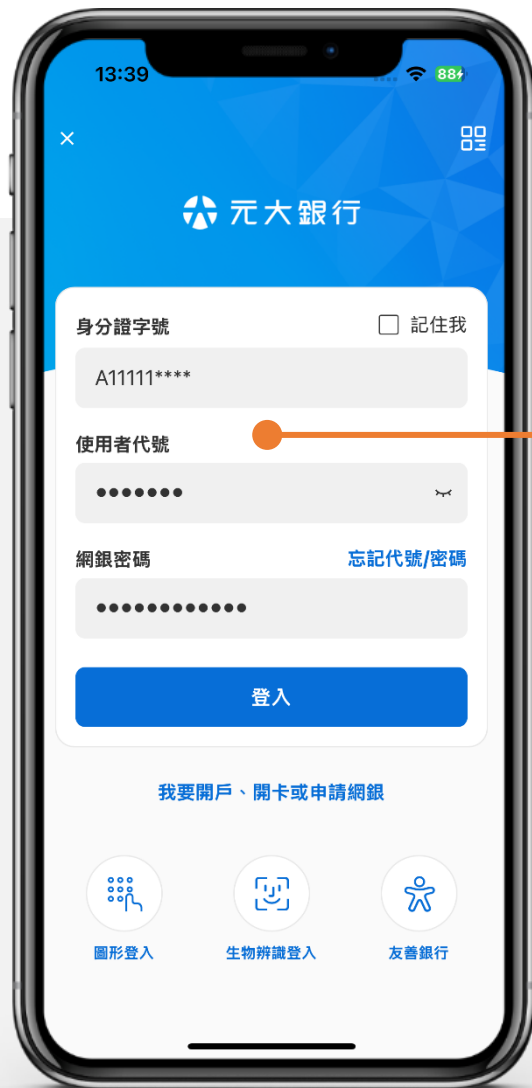 13:39
88
元大銀行
身分證字號
記住我
A11111****
使用者代號
●●●●●●●
網銀密碼
忘記代號/密碼
●●●●●●●●●●●●
登入
我要開戶、開卡或申請網銀
圖形登入
生物辨識登入
友善銀行